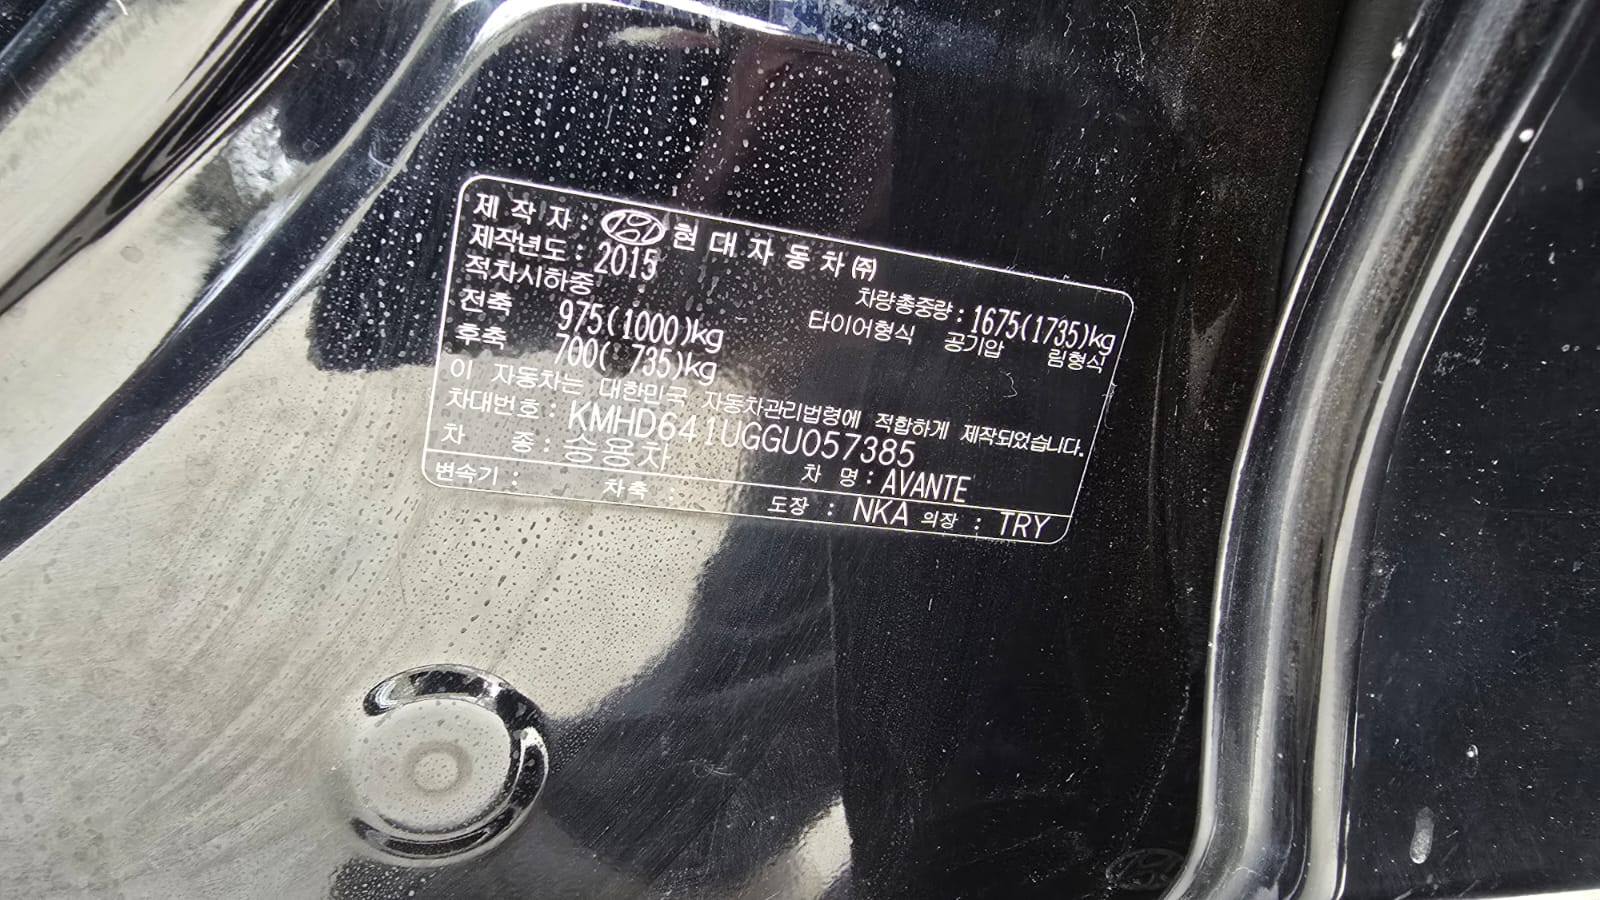 제 작 자 : 현 대 자 동 차 ㈜
제작년도 : 2015
적차시하중 차량총중량 : 1675(1735)kg
전축 975(1000)kg 타이어형식 공기압 림형식
후축 700( 735)kg
이 자동차는 대한민국 자동차관리법령에 적합하게 제작되었습니다.
차대번호 : KMHD641UGGU057385
차 종 : 승용차 차 명 : AVANTE
변속기 : 차축 : 도장 : NKA 의장 : TRY